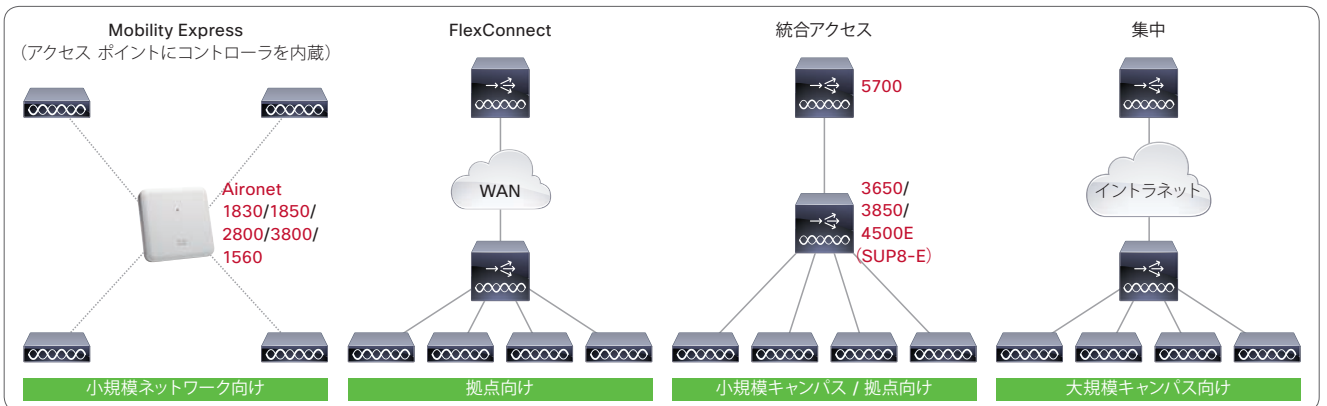 Mobility Express
（アクセス ポイントにコントローラを内蔵）
Aironet
1830/1850/
2800/3800/
1560
小規模ネットワーク向け
FlexConnect
WAN
拠点向け
統合アクセス
5700
3650/
3850/
4500E
（SUP8-E）
小規模キャンパス / 拠点向け
集中
イントラネット
大規模キャンパス向け